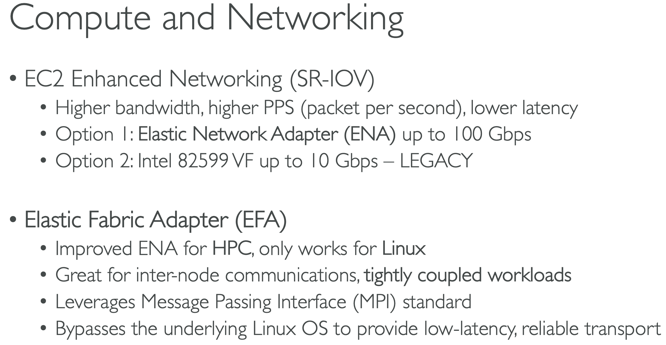 Compute and Networking
• EC2 Enhanced Networking (SR-IOV)
• Higher bandwidth, higher PPS (packet per second), lower latency
• Option 1: Elastic Network Adapter (ENA) up to 100 Gbps
• Option 2: Intel 82599 VF up to 10 Gbps – LEGACY
• Elastic Fabric Adapter (EFA)
• Improved ENA for HPC, only works for Linux
• Great for inter-node communications, tightly coupled workloads
• Leverages Message Passing Interface (MPI) standard
• Bypasses the underlying Linux OS to provide low-latency, reliable transport